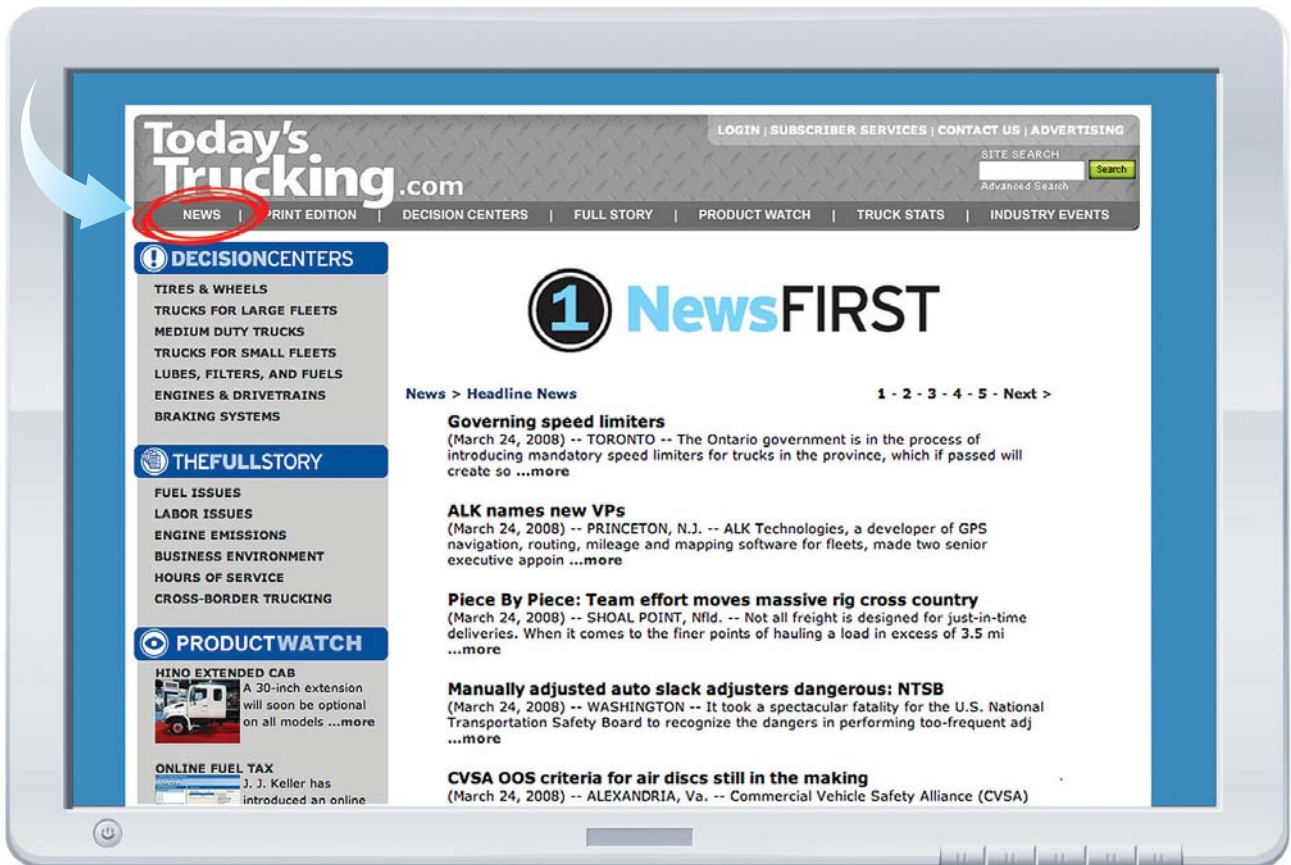 Today's
Trucking.com
LOGIN | SUBSCRIBER SERVICES | CONTACT US | ADVERTISING
SITE SEARCH
Search
Advanced Search
NEWS | PRINT EDITION | DECISION CENTERS | FULL STORY | PRODUCT WATCH | TRUCK STATS | INDUSTRY EVENTS
DECISIONCENTERS
TIRES & WHEELS
TRUCKS FOR LARGE FLEETS
MEDIUM DUTY TRUCKS
TRUCKS FOR SMALL FLEETS
LUBES, FILTERS, AND FUELS
ENGINES & DRIVETRAINS
BRAKING SYSTEMS
THEFULLSTORY
FUEL ISSUES
LABOR ISSUES
ENGINE EMISSIONS
BUSINESS ENVIRONMENT
HOURS OF SERVICE
CROSS-BORDER TRUCKING
PRODUCTWATCH
HINO EXTENDED CAB
A 30-inch extension
will soon be optional
on all models ...more
ONLINE FUEL TAX
J. J. Keller has
introduced an online
1 NewsFIRST
News > Headline News
1 - 2 - 3 - 4 - 5 - Next >
Governing speed limiters
(March 24, 2008) -- TORONTO -- The Ontario government is in the process of
introducing mandatory speed limiters for trucks in the province, which if passed will
create so ...more
ALK names new VPs
(March 24, 2008) -- PRINCETON, N.J. -- ALK Technologies, a developer of GPS
navigation, routing, mileage and mapping software for fleets, made two senior
executive appoin ...more
Piece By Piece: Team effort moves massive rig cross country
(March 24, 2008) -- SHOAL POINT, Nfld. -- Not all freight is designed for just-in-time
deliveries. When it comes to the finer points of hauling a load in excess of 3.5 mi
...more
Manually adjusted auto slack adjusters dangerous: NTSB
(March 24, 2008) -- WASHINGTON -- It took a spectacular fatality for the U.S. National
Transportation Safety Board to recognize the dangers in performing too-frequent adj
...more
CVSA OOS criteria for air discs still in the making
(March 24, 2008) -- ALEXANDRIA, Va. -- Commercial Vehicle Safety Alliance (CVSA)